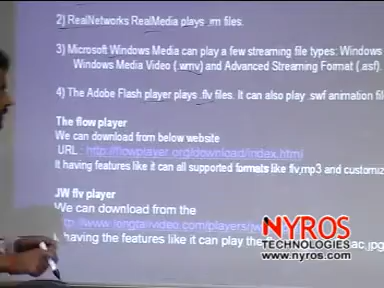 2) RealNetworks RealMedia plays .rm files.
3) Microsoft Windows Media can play a few streaming file types: Windows
Windows Media Video (.wmv) and Advanced Streaming Format (.asf).
4) The Adobe Flash player plays .flv files. It can also play .swf animation fil
The flow player
We can download from below website
URL : http://flowplayer.org/download/index.html
It having features like it can all supported formats like flv,mp3 and customiz
JW flv player
We can download from the
http://www.longtailvideo.com/players/jw
t having the features like it can play the ac,jpg
NYROS
TECHNOLOGIES
www.nyros.com